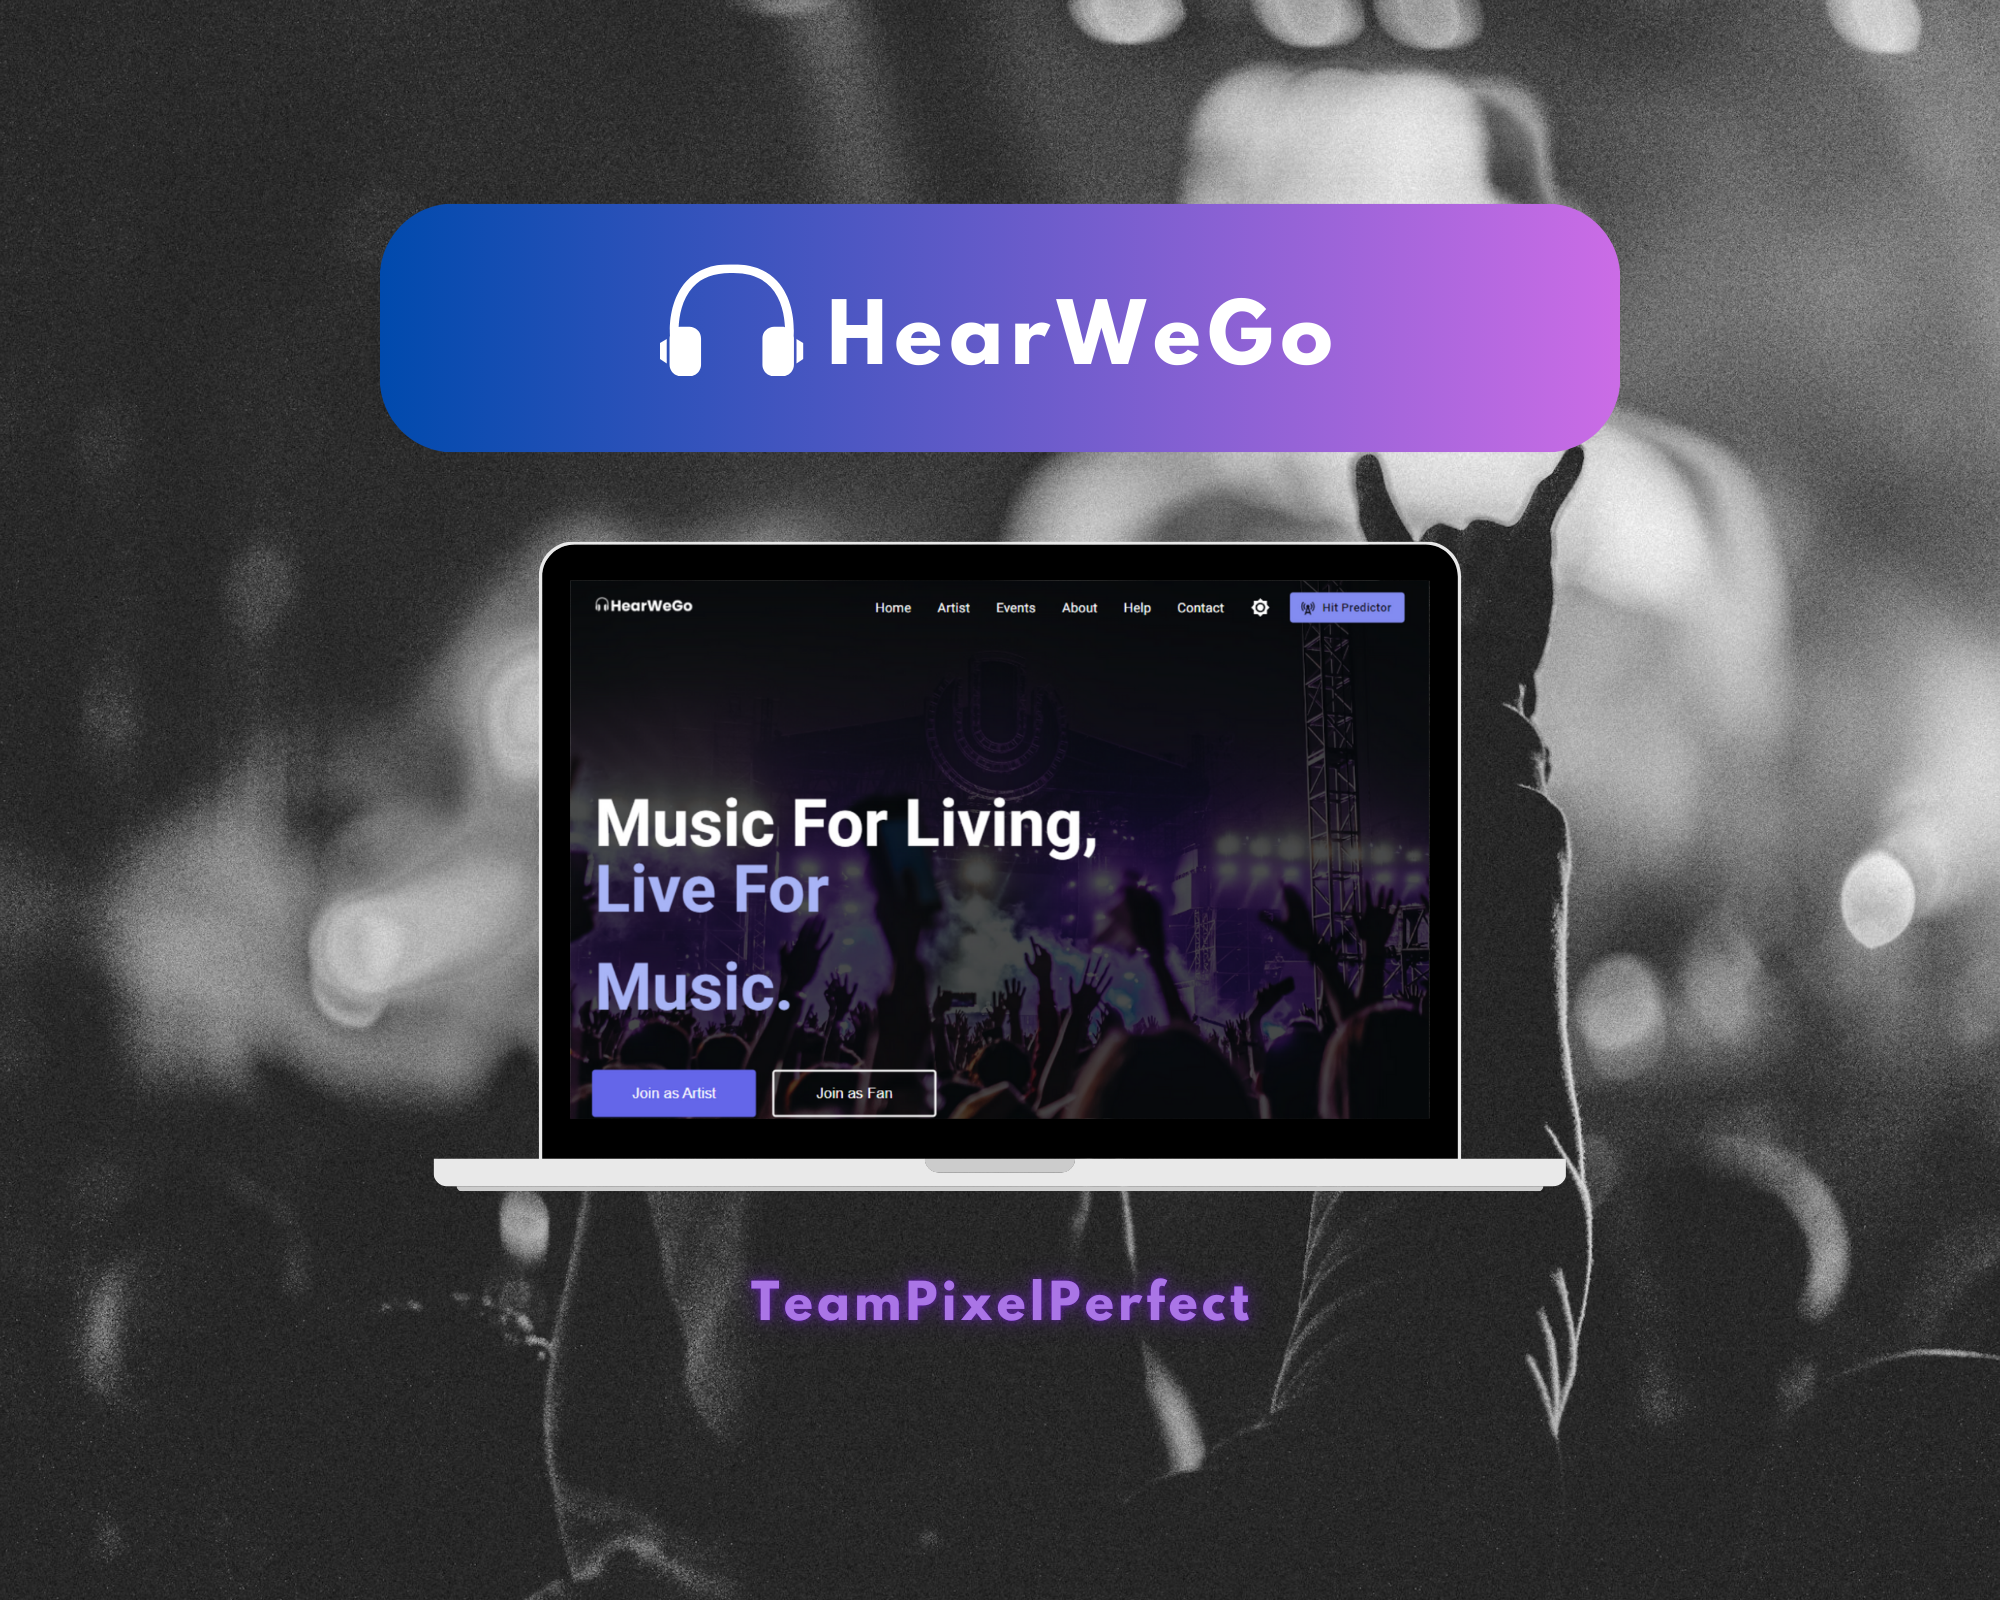 HearWeGo
HearWeGo
Home Artist Events About Help Contact Hit Predictor
Music For Living,
Live For
Music.
Join as Artist Join as Fan
TeamPixelPerfect